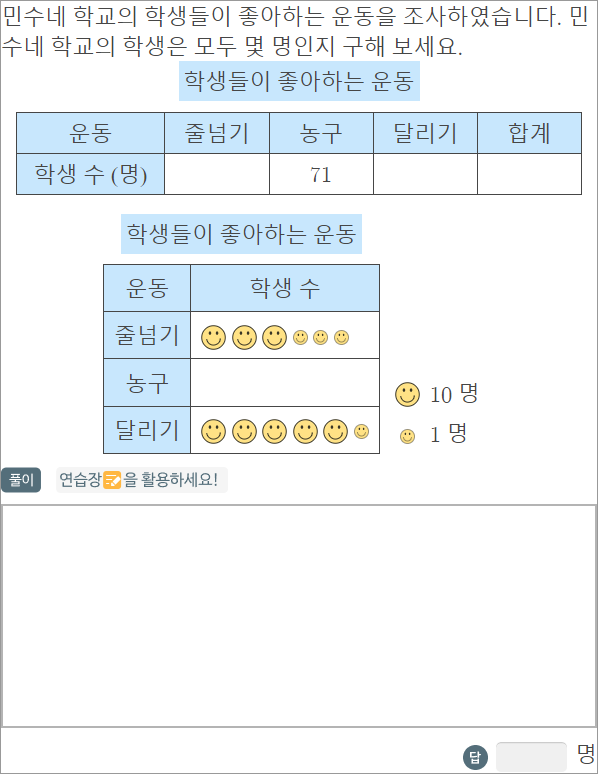 민수네 학교의 학생들이 좋아하는 운동을 조사하였습니다. 민
수네 학교의 학생은 모두 몇 명인지 구해 보세요.
학생들이 좋아하는 운동
운동 줄넘기 농구 달리기 합계
학생 수 (명) 71
학생들이 좋아하는 운동
운동 학생 수
줄넘기
농구
달리기
10 명
1 명
풀이 연습장을 활용하세요!
답 명